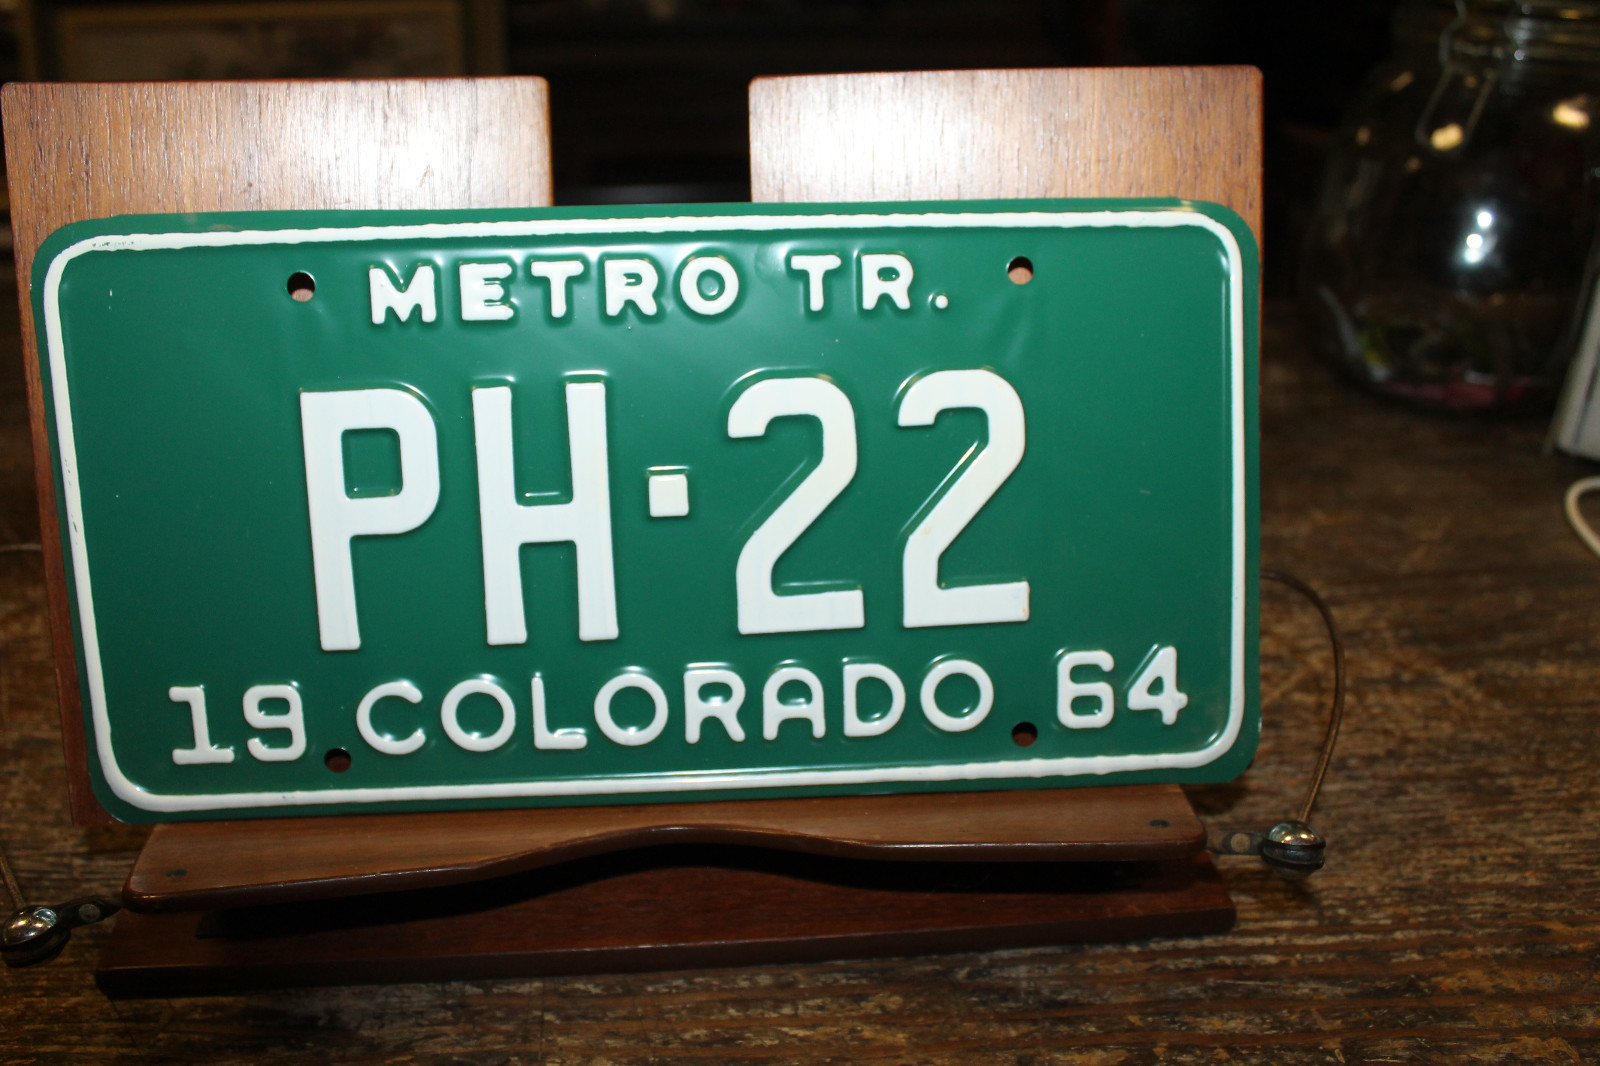 METRO TR.
PH-22
19 COLORADO 64